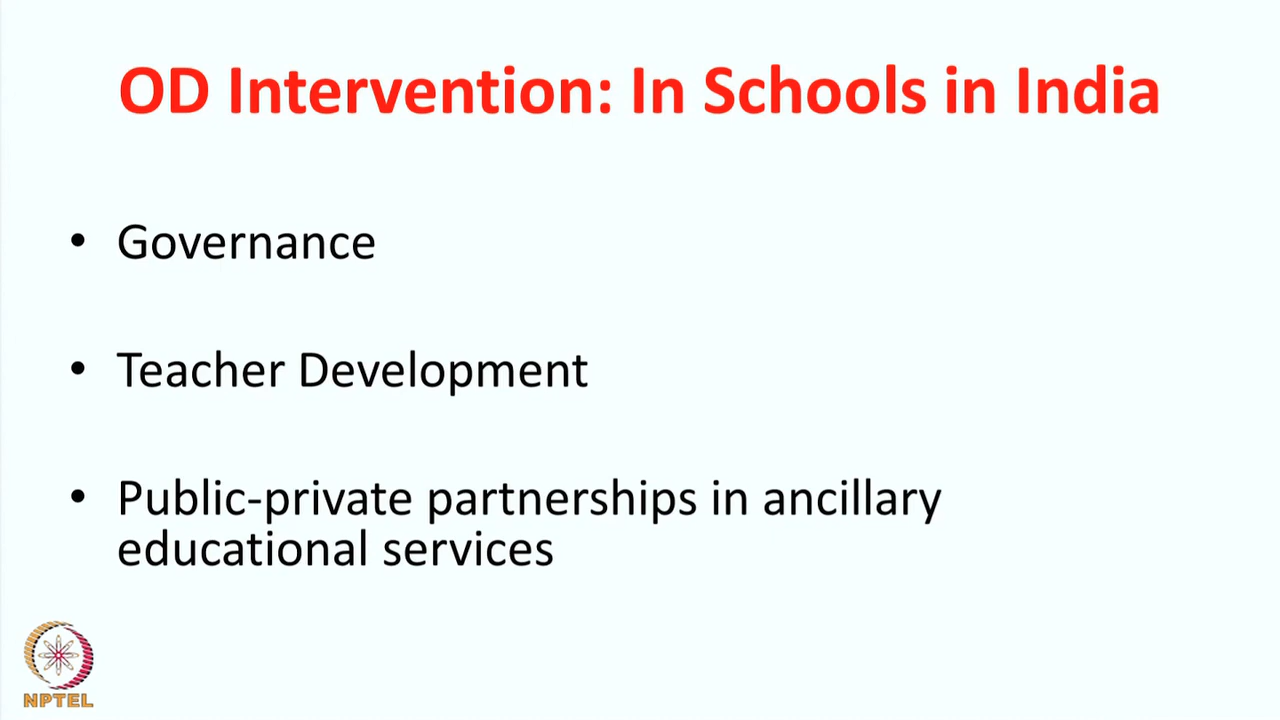 OD Intervention: In Schools in India
• Governance
• Teacher Development
• Public-private partnerships in ancillary
educational services
NPTEL